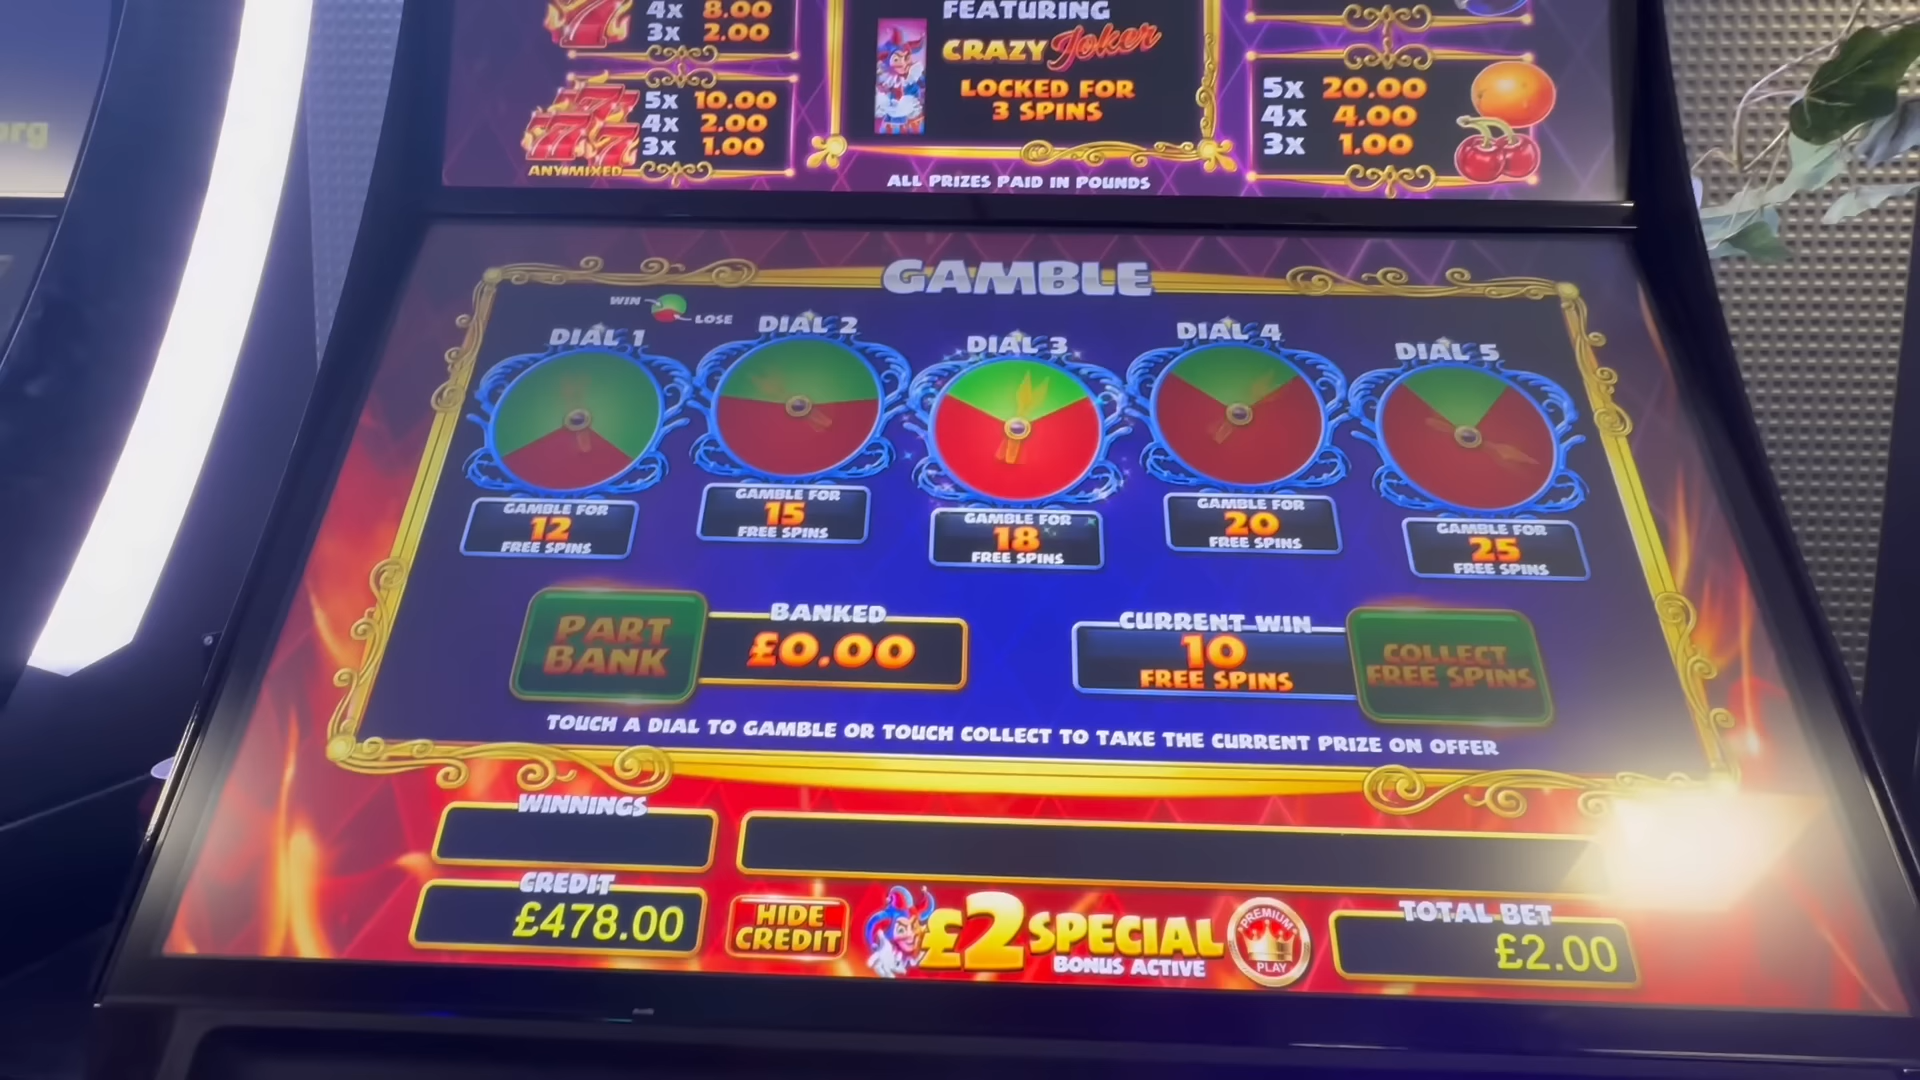 4x 8.00
3x 2.00
5x 10.00
4x 2.00
3x 1.00
ANY MIXED
FEATURING
CRAZY Joker
LOCKED FOR
3 SPINS
ALL PRIZES PAID IN POUNDS
5x 20.00
4x 4.00
3x 1.00
org
GAMBLE
WIN
LOSE
DIAL 1
DIAL 2
DIAL 3
DIAL 4
DIAL 5
GAMBLE FOR
12
FREE SPINS
GAMBLE FOR
15
FREE SPINS
GAMBLE FOR
18
FREE SPINS
GAMBLE FOR
20
FREE SPINS
GAMBLE FOR
25
FREE SPINS
PART
BANK
BANKED
£0.00
CURRENT WIN
10
FREE SPINS
COLLECT
FREE SPINS
TOUCH A DIAL TO GAMBLE OR TOUCH COLLECT TO TAKE THE CURRENT PRIZE ON OFFER
WINNINGS
CREDIT
£478.00
HIDE
CREDIT
£2 SPECIAL
BONUS ACTIVE
PREMIUM
PLAY
TOTAL BET
£2.00